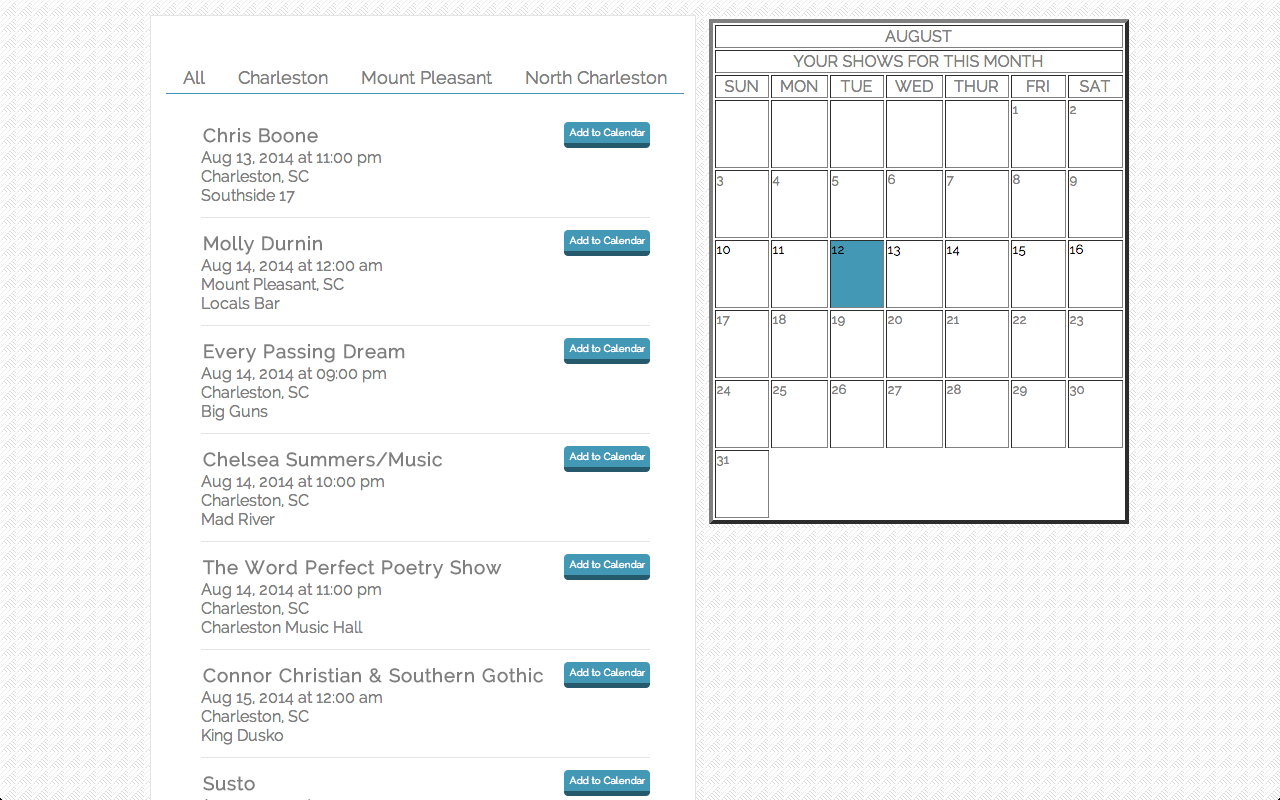 All Charleston Mount Pleasant North Charleston
Chris Boone
Add to Calendar
Aug 13, 2014 at 11:00 pm
Charleston, SC
Southside 17
Molly Durnin
Add to Calendar
Aug 14, 2014 at 12:00 am
Mount Pleasant, SC
Locals Bar
Every Passing Dream
Add to Calendar
Aug 14, 2014 at 09:00 pm
Charleston, SC
Big Guns
Chelsea Summers/Music
Add to Calendar
Aug 14, 2014 at 10:00 pm
Charleston, SC
Mad River
The Word Perfect Poetry Show
Add to Calendar
Aug 14, 2014 at 11:00 pm
Charleston, SC
Charleston Music Hall
Connor Christian & Southern Gothic
Add to Calendar
Aug 15, 2014 at 12:00 am
Charleston, SC
King Dusko
Susto
Add to Calendar
AUGUST
YOUR SHOWS FOR THIS MONTH
SUN MON TUE WED THUR FRI SAT
1 2
3 4 5 6 7 8 9
10 11 12 13 14 15 16
17 18 19 20 21 22 23
24 25 26 27 28 29 30
31